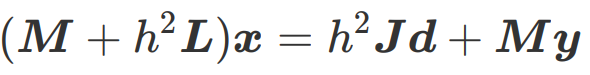 (M + h²L)x = h²Jd + My